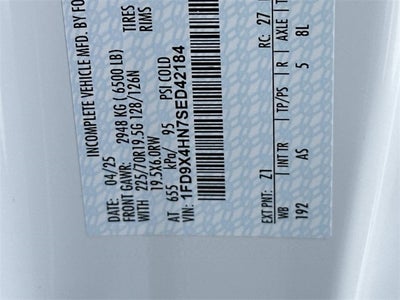 INCOMPLETE VEHICLE MFD. BY FO
DATE: 04/25
FRONT GAWR:
2948 KG ( 6500 LB)
TIRES
WITH
225/70R19.5G 128/126N
RIMS
19.5X6.0RW
AT 655 kPa/ 95 PSI COLD
VIN: 1FD9X4HN7SED42184
EXT PNT: Z1
RC: 27
WB
INT TR
TP/PS
R
AXLE
192
AS
5
8L